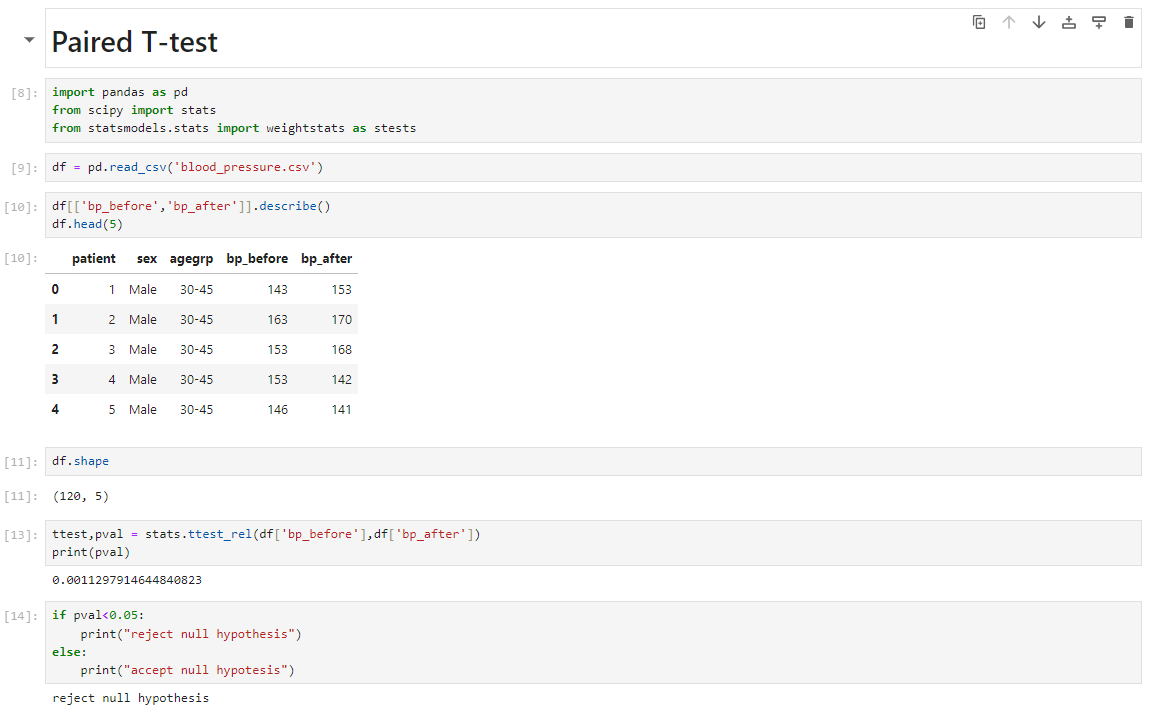 Paired T-test
[8]:
import pandas as pd
from scipy import stats
from statsmodels.stats import weightstats as stests
[9]:
df = pd.read_csv('blood_pressure.csv')
[10]:
df[['bp_before','bp_after']].describe()
df.head(5)
[10]:
patient sex agegrp bp_before bp_after
0 1 Male 30-45 143 153
1 2 Male 30-45 163 170
2 3 Male 30-45 153 168
3 4 Male 30-45 153 142
4 5 Male 30-45 146 141
[11]:
df.shape
[11]:
(120, 5)
[13]:
ttest,pval = stats.ttest_rel(df['bp_before'],df['bp_after'])
print(pval)
0.0011297914644840823
[14]:
if pval<0.05:
    print("reject null hypothesis")
else:
    print("accept null hypotesis")
reject null hypothesis